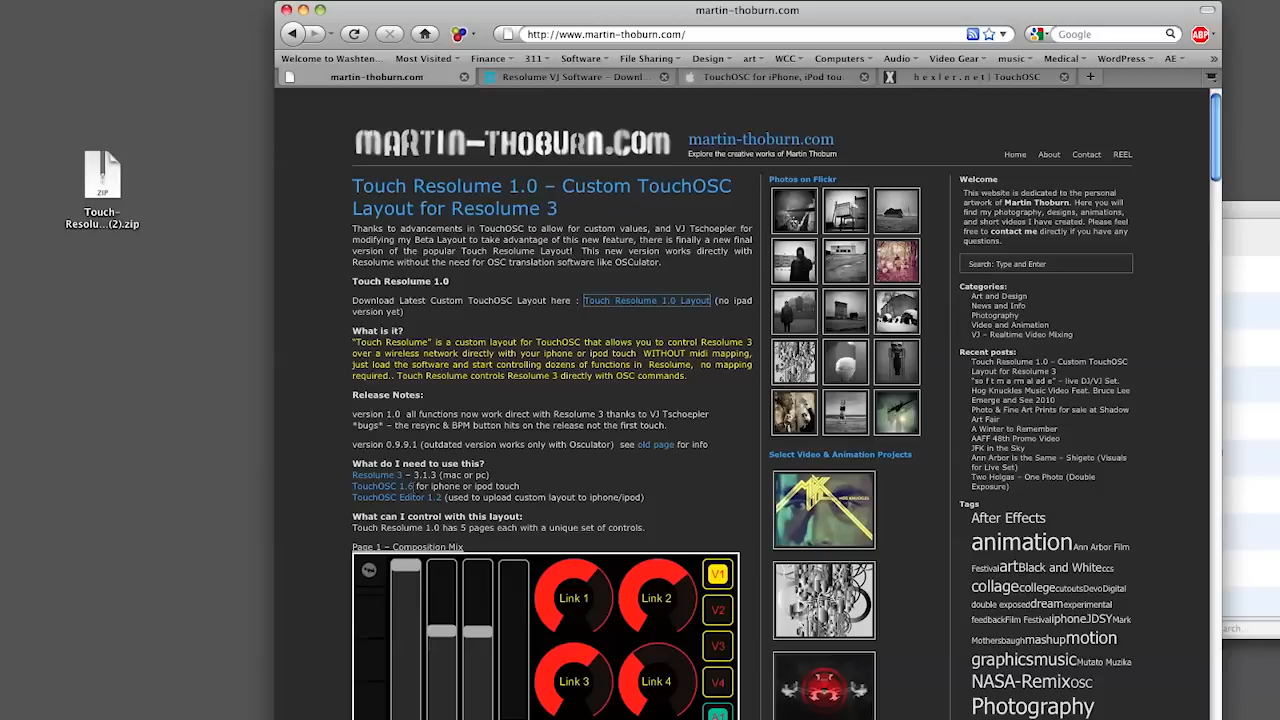 martin-thoburn.com
http://www.martin-thoburn.com/
Google
ABP
Welcome to Washten... Most Visited Finance 311 Software File Sharing Design art WCC Computers Audio Video Gear music Medical WordPress AE »
martin-thoburn.com
Resolume VJ Software – Downl...
TouchOSC for iPhone, iPod tou...
h e x l e r . n e t | TouchOSC
ZIP
Touch-
Resolu...(2).zip
MARTIN-THOBURN.COM
martin-thoburn.com
Explore the creative works of Martin Thoburn
Home About Contact REEL
Touch Resolume 1.0 – Custom TouchOSC
Layout for Resolume 3
Thanks to advancements in TouchOSC to allow for custom values, and VJ Tschoepler for
modifying my Beta Layout to take advantage of this new feature, there is finally a new final
version of the popular Touch Resolume Layout! This new version works directly with
Resolume without the need for OSC translation software like OSCulator.
Touch Resolume 1.0
Download Latest Custom TouchOSC Layout here : Touch Resolume 1.0 Layout (no ipad
version yet)
What is it?
"Touch Resolume" is a custom layout for TouchOSC that allows you to control Resolume 3
over a wireless network directly with your iphone or ipod touch WITHOUT midi mapping,
just load the software and start controlling dozens of functions in Resolume, no mapping
required.. Touch Resolume controls Resolume 3 directly with OSC commands.
Release Notes:
version 1.0 all functions now work direct with Resolume 3 thanks to VJ Tschoepler
*bugs* – the resync & BPM button hits on the release not the first touch.
version 0.9.9.1 (outdated version works only with Osculator) see old page for info
What do I need to use this?
Resolume 3 – 3.1.3 (mac or pc)
TouchOSC 1.6 for iphone or ipod touch
TouchOSC Editor 1.2 (used to upload custom layout to iphone/ipod)
What can I control with this layout:
Touch Resolume 1.0 has 5 pages each with a unique set of controls.
Page 1 – Composition Mix
Link 1
Link 2
V1
V2
V3
Link 3
Link 4
V4
A1
Photos on Flickr
Select Video & Animation Projects
Welcome
This website is dedicated to the personal
artwork of Martin Thoburn. Here you will
find my photography, designs, animations,
and short videos I have created. Please feel
free to contact me directly if you have any
questions.
Search: Type and Enter
Categories:
Art and Design
News and Info
Photography
Video and Animation
VJ – Realtime Video Mixing
Recent posts:
Touch Resolume 1.0 – Custom TouchOSC
Layout for Resolume 3
"so f t m a rm al ad e" – live DJ/VJ Set.
Hog Knuckles Music Video Feat. Bruce Lee
Emerge and See 2010
Photo & Fine Art Prints for sale at Shadow
Art Fair
A Winter to Remember
AAFF 48th Promo Video
JFK in the Sky
Ann Arbor is the Same – Shigeto (Visuals
for Live Set)
Two Holgas – One Photo (Double
Exposure)
Tags
After Effects
animation Ann Arbor Film
Festival art Black and White ccs
collage college cutouts Devo Digital
double exposed dream experimental
feedback Film Festival iphone JDSY Mark
Mothersbaugh mashup motion
graphics music Mutato Muzika
NASA-Remix OSC
Photography